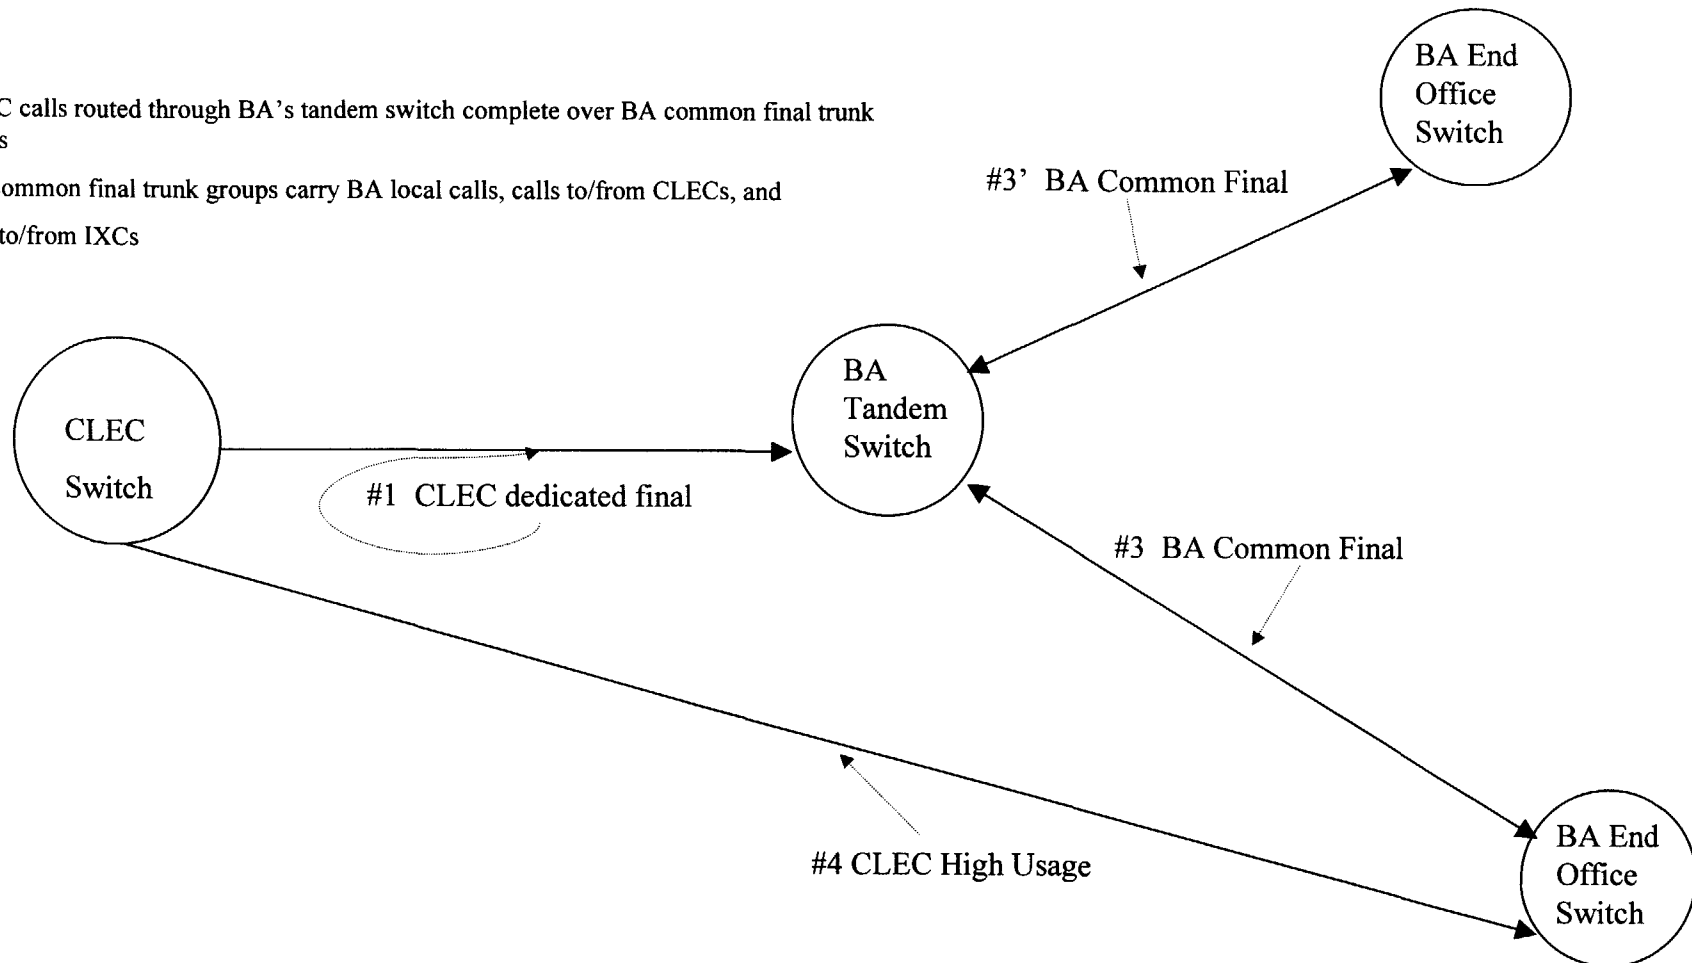 C calls routed through BA's tandem switch complete over BA common final trunk
s
ommon final trunk groups carry BA local calls, calls to/from CLECs, and
to/from IXCs
BA End
Office
Switch
#3' BA Common Final
BA
Tandem
Switch
CLEC
Switch
#1 CLEC dedicated final
#3 BA Common Final
#4 CLEC High Usage
BA End
Office
Switch